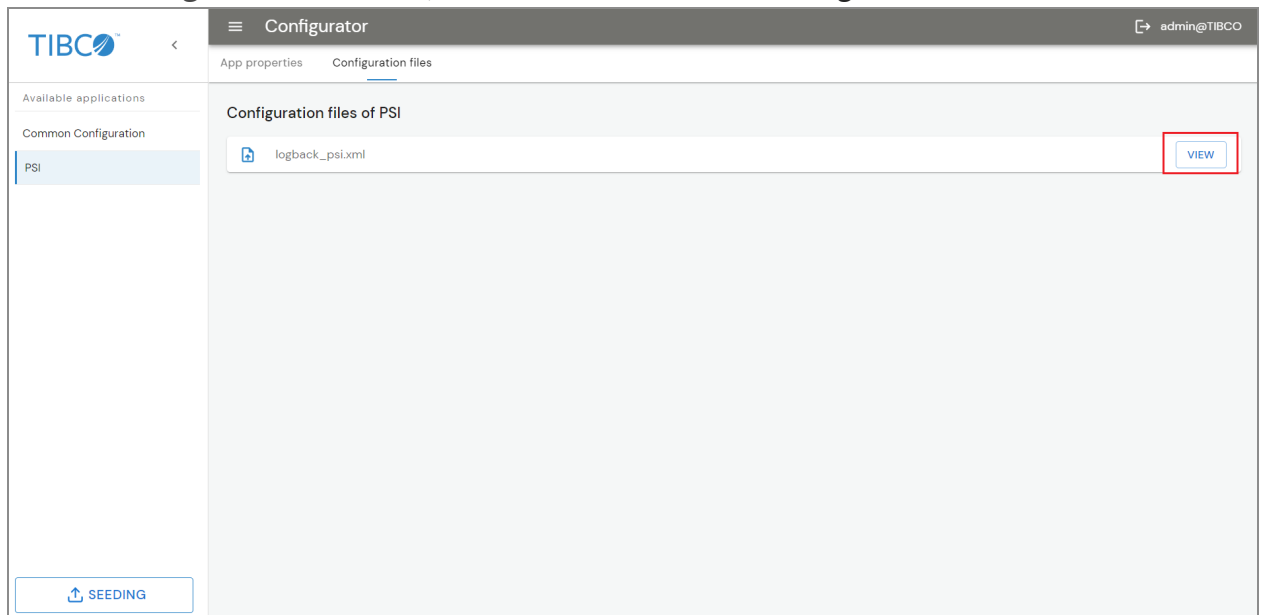 TIBCO™
Configurator
admin@TIBCO
App properties
Configuration files
Available applications
Common Configuration
PSI
Configuration files of PSI
logback_psi.xml
VIEW
SEEDING